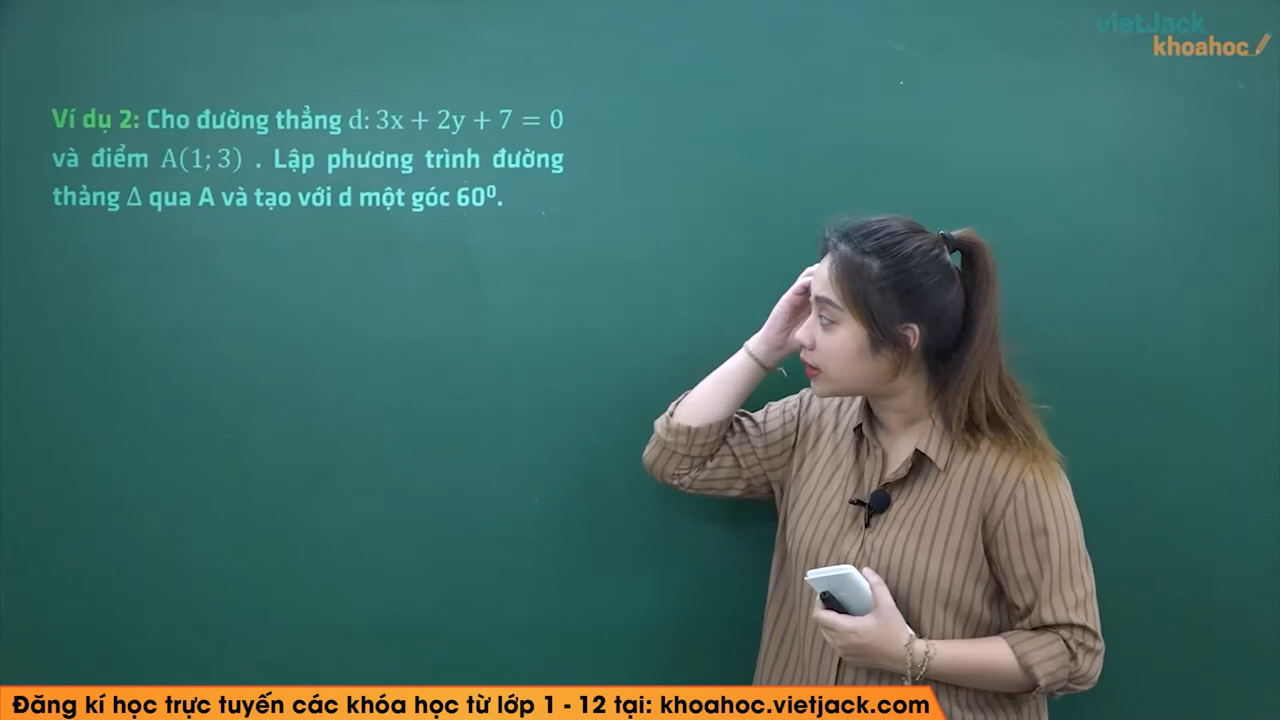 vietJack
khoahoc
Ví dụ 2: Cho đường thẳng d: 3x + 2y + 7 = 0
và điểm A(1; 3) . Lập phương trình đường
thảng Δ qua A và tạo với d một góc 60⁰.
Đăng kí học trực tuyến các khóa học từ lớp 1 - 12 tại: khoahoc.vietjack.com